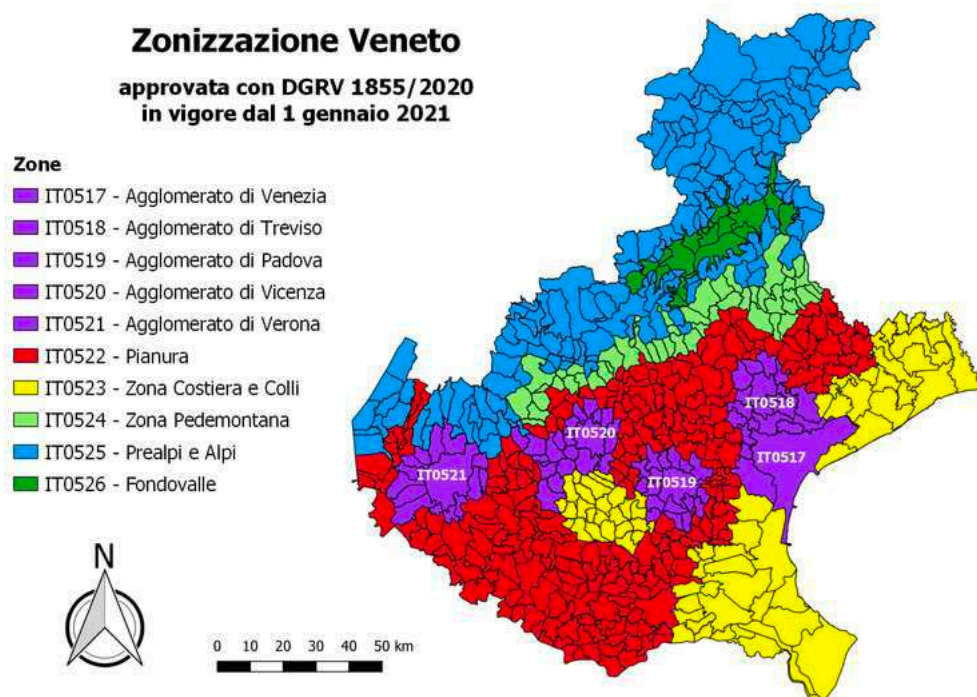 Zonizzazione Veneto
approvata con DGRV 1855/2020
in vigore dal 1 gennaio 2021
Zone
IT0517 - Agglomerato di Venezia
IT0518 - Agglomerato di Treviso
IT0519 - Agglomerato di Padova
IT0520 - Agglomerato di Vicenza
IT0521 - Agglomerato di Verona
IT0522 - Pianura
IT0523 - Zona Costiera e Colli
IT0524 - Zona Pedemontana
IT0525 - Prealpi e Alpi
IT0526 - Fondovalle
IT0518
IT0520
IT0517
IT0521
IT0519
N
0 10 20 30 40 50 km